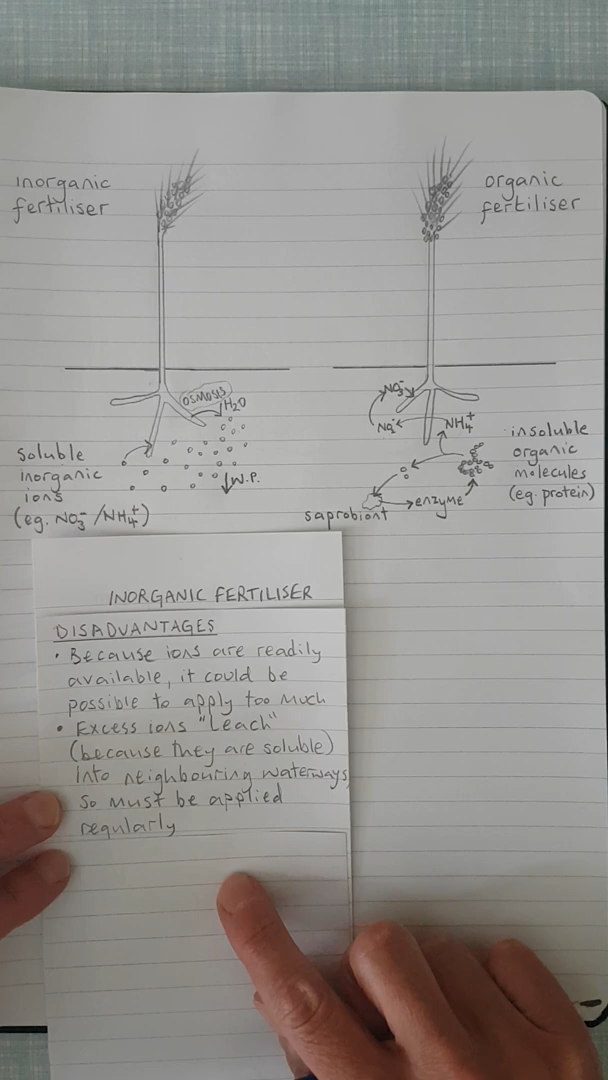 inorganic
fertiliser
organic
fertiliser
osmosis
H₂O
NO₃⁻
NO₂⁻
NH₄⁺
soluble
inorganic
ions
(eg. NO₃⁻/NH₄⁺)
↓W.P.
insoluble
organic
molecules
(eg. protein)
enzyme
saprobiont
INORGANIC FERTILISER
DISADVANTAGES
• Because ions are readily
available, it could be
possible to apply too much
• Excess ions "leach"
(because they are soluble)
into neighbouring waterways,
so must be applied
regularly